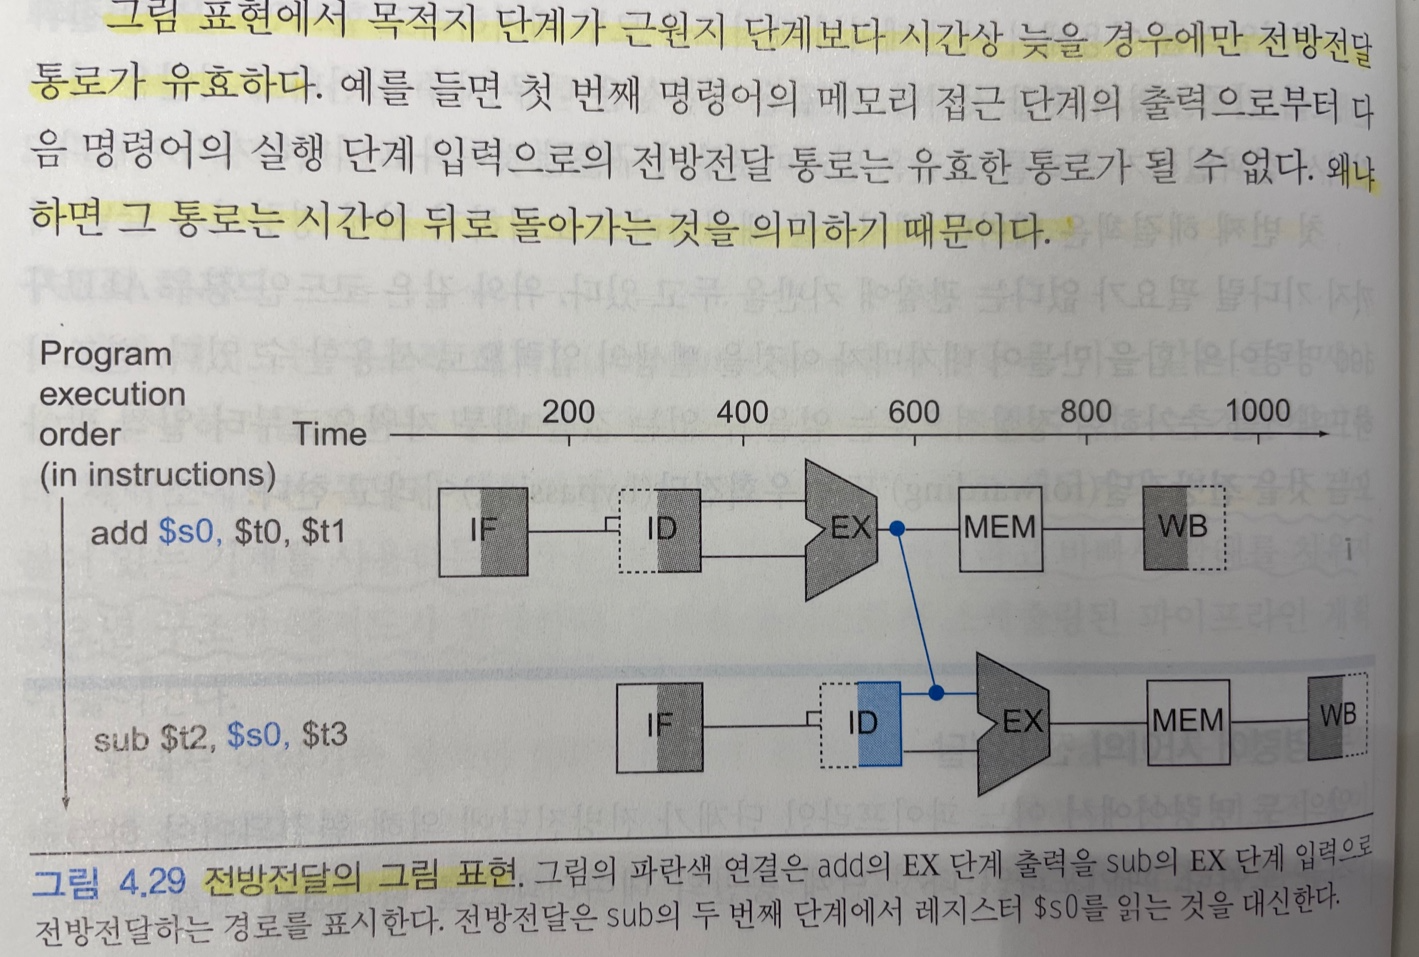 그림 표현에서 목적지 단계가 근원지 단계보다 시간상 늦을 경우에만 전방전달
통로가 유효하다. 예를 들면 첫 번째 명령어의 메모리 접근 단계의 출력으로부터 다
음 명령어의 실행 단계 입력으로의 전방전달 통로는 유효한 통로가 될 수 없다. 왜냐
하면 그 통로는 시간이 뒤로 돌아가는 것을 의미하기 때문이다.
Program
execution
order
(in instructions)
Time
200 400 600 800 1000
add $s0, $t0, $t1
IF ID EX MEM WB
sub $t2, $s0, $t3
IF ID EX MEM WB
그림 4.29 전방전달의 그림 표현. 그림의 파란색 연결은 add의 EX 단계 출력을 sub의 EX 단계 입력으로
전방전달하는 경로를 표시한다. 전방전달은 sub의 두 번째 단계에서 레지스터 $s0를 읽는 것을 대신한다.